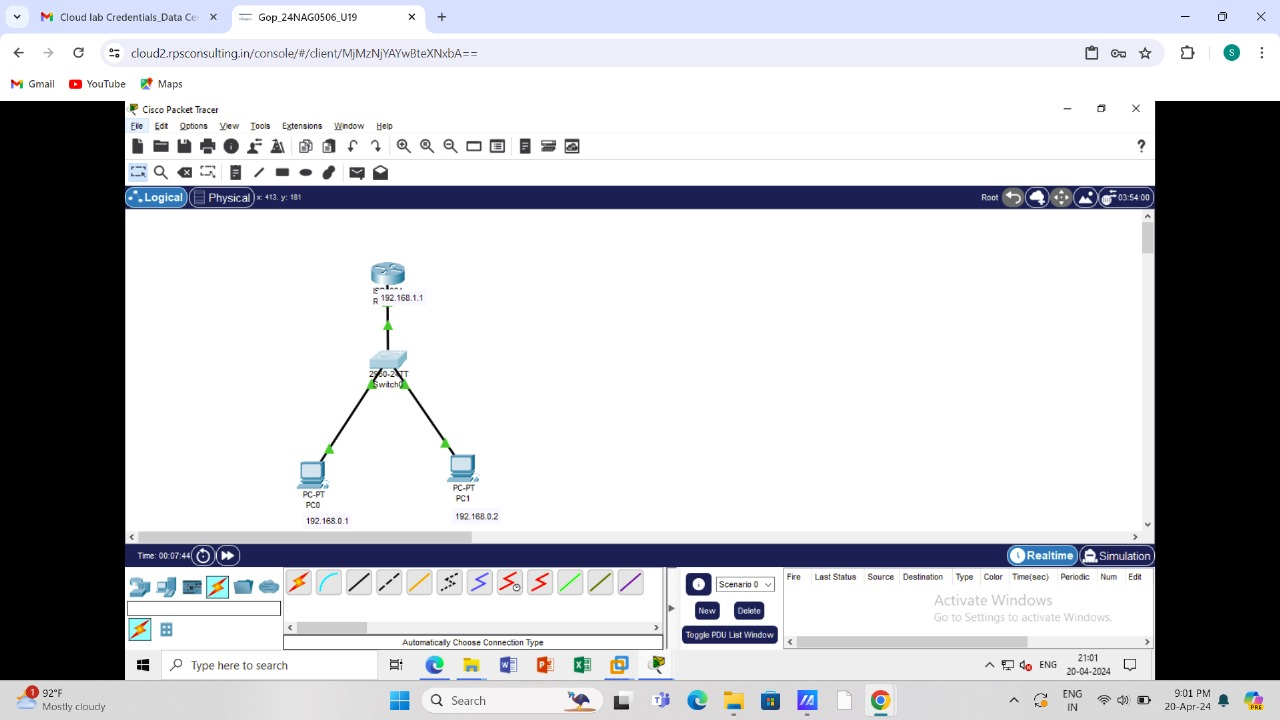 Cloud lab Credentials_Da
Gop_24NAG0506_U19
cloud2.rpsconsulting.in/console/#/client/MjMzNjYAYwBteXNxbA==
S
Gmail
YouTube
Maps
Cisco Packet Tracer
File Edit Options View Tools Extensions Window Help
?
Logical
Physical
x: 413, y: 181
Root
03:54:00
192.168.1.1
2960-24TT
Switch0
PC-PT
PC0
192.168.0.1
PC-PT
PC1
192.168.0.2
Time: 00:07:44
Realtime
Simulation
Scenario 0
New
Delete
Toggle PDU List Window
Fire Last Status Source Destination Type Color Time(sec) Periodic Num Edit
Activate Windows
Go to Settings to activate Windows.
Automatically Choose Connection Type
Type here to search
ENG
21:01
20-04-2024
1
92°F
Mostly cloudy
Search
ENG
IN
9:01 PM
20-Apr-24
PRE